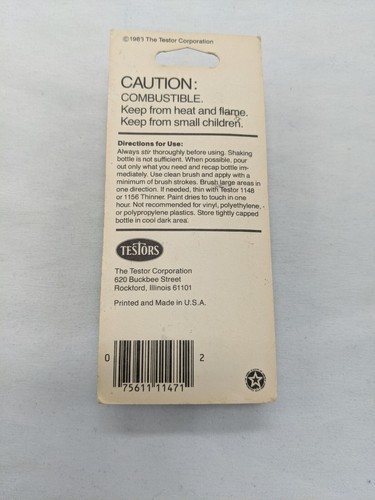 ©1983 The Testor Corporation
CAUTION:
COMBUSTIBLE.
Keep from heat and flame.
Keep from small children.
Directions for Use:
Always stir thoroughly before using. Shaking
bottle is not sufficient. When possible, pour
out only what you need and recap bottle im-
mediately. Use clean brush and apply with a
minimum of brush strokes. Brush large areas in
one direction. If needed, thin with Testor 1148
or 1156 Thinner. Paint dries to touch in one
hour. Not recommended for vinyl, polyethylene,
or polypropylene plastics. Store tightly capped
bottle in cool dark area.
TESTORS
The Testor Corporation
620 Buckbee Street
Rockford, Illinois 61101
Printed and Made in U.S.A.
0 75611 11471 2